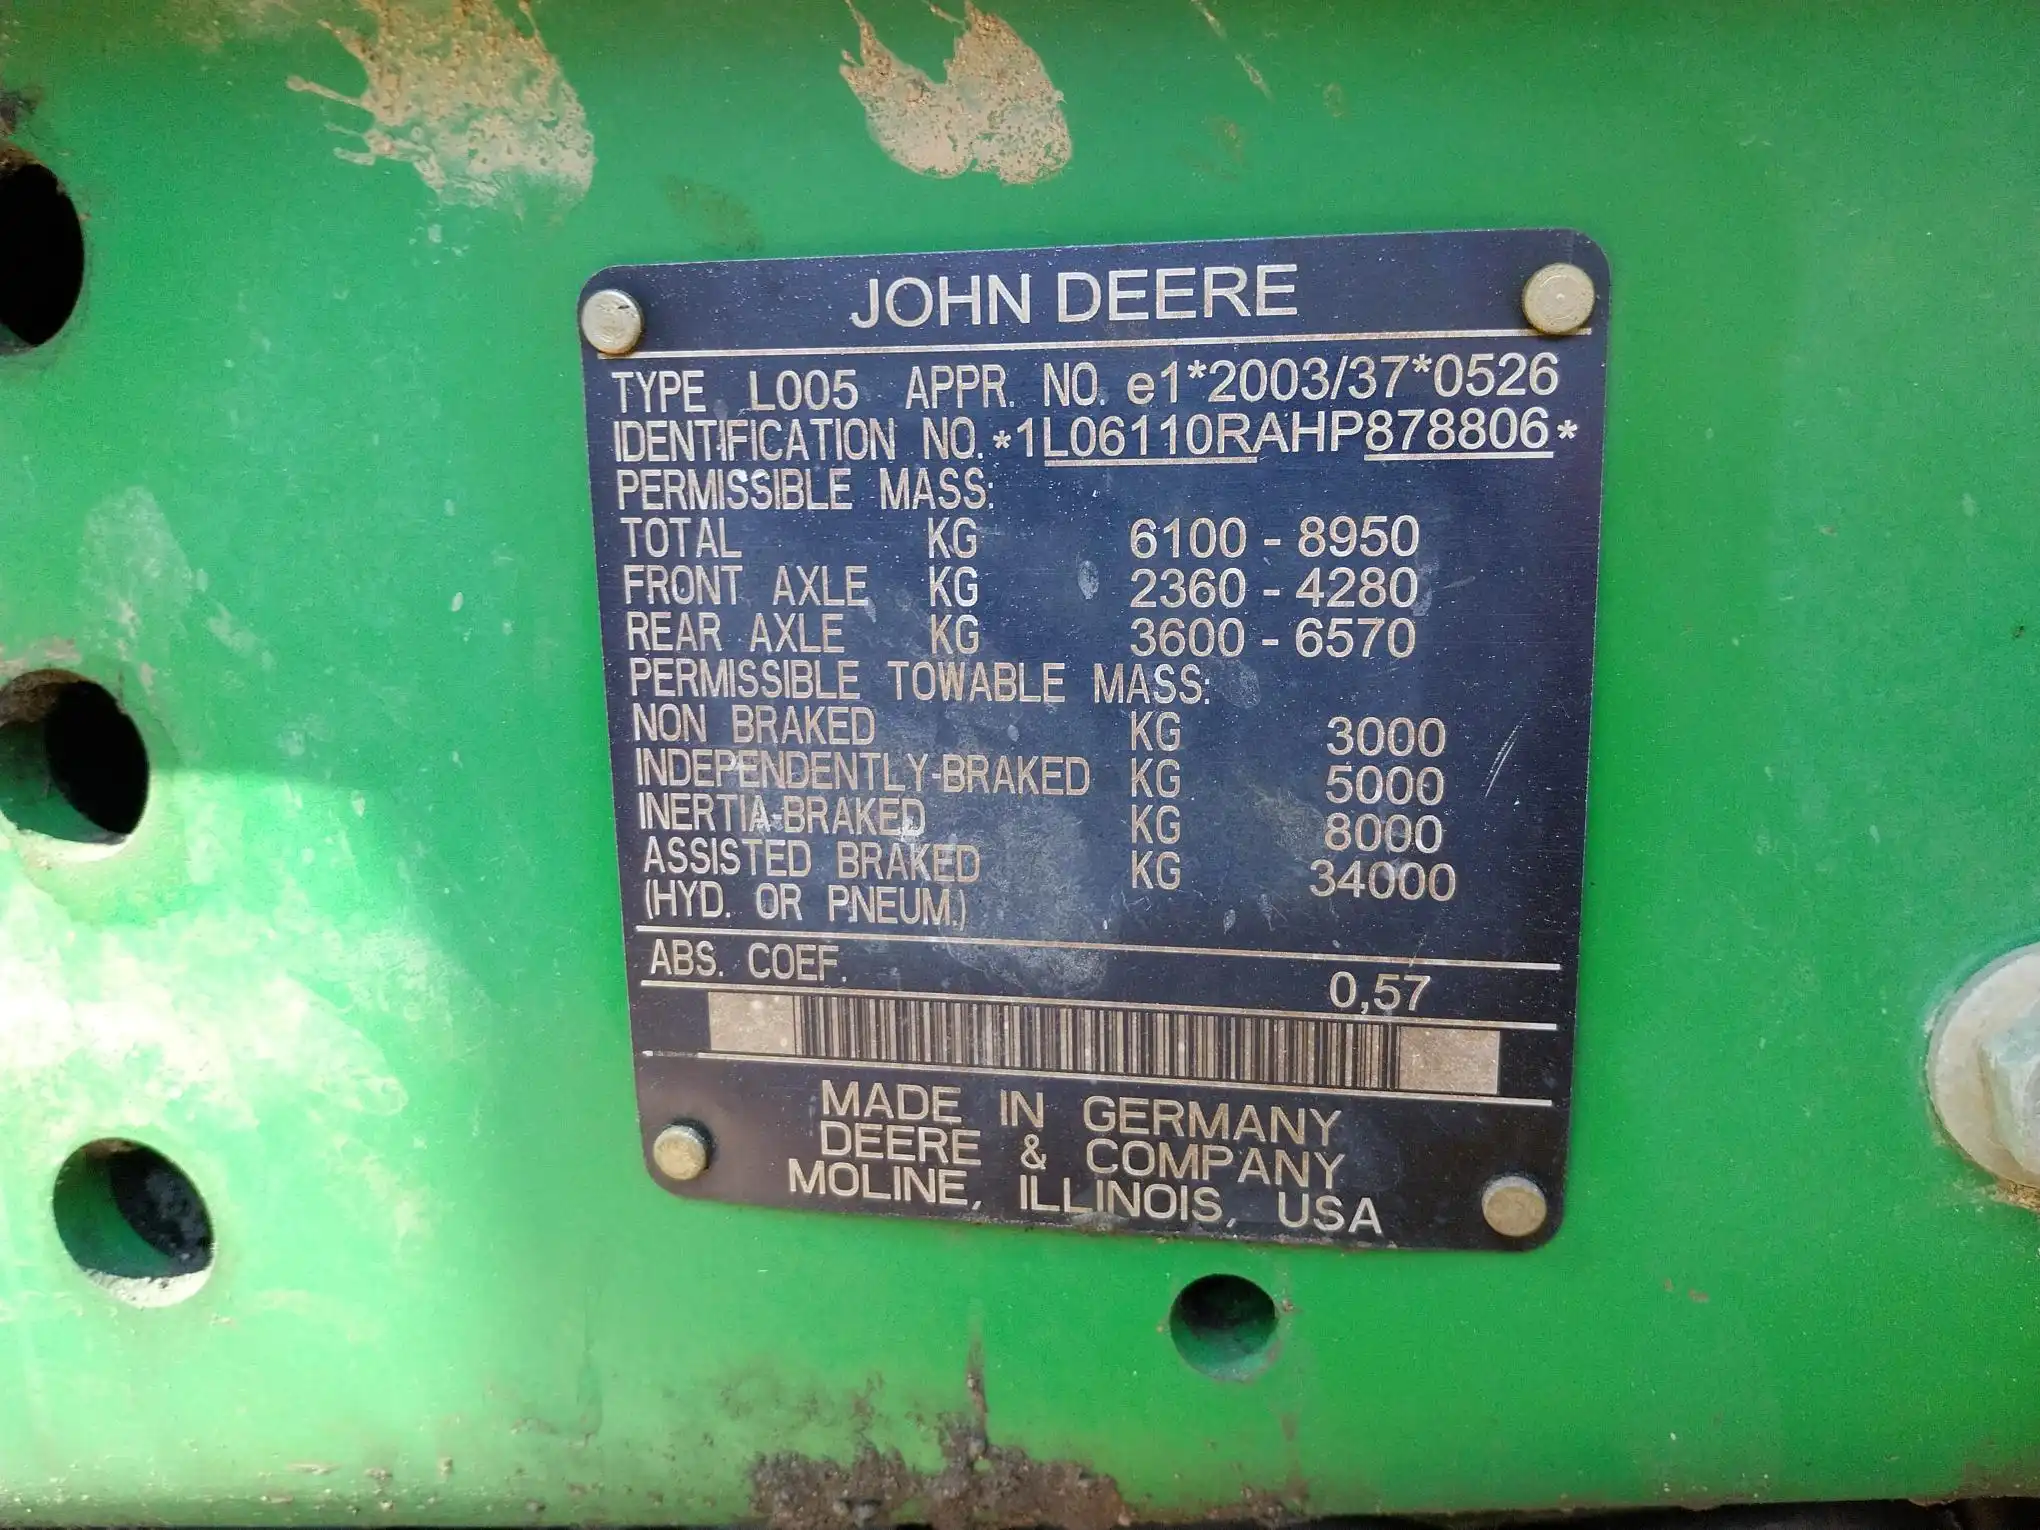 JOHN DEERE
TYPE L005 APPR. NO. e1*2003/37*0526
IDENTIFICATION NO. *1L06110RAHP878806*
PERMISSIBLE MASS:
TOTAL KG 6100 - 8950
FRONT AXLE KG 2360 - 4280
REAR AXLE KG 3600 - 6570
PERMISSIBLE TOWABLE MASS:
NON BRAKED KG 3000
INDEPENDENTLY-BRAKED KG 5000
INERTIA-BRAKED KG 8000
ASSISTED BRAKED KG 34000
(HYD. OR PNEUM.)
ABS. COEF. 0,57
MADE IN GERMANY
DEERE & COMPANY
MOLINE, ILLINOIS, USA